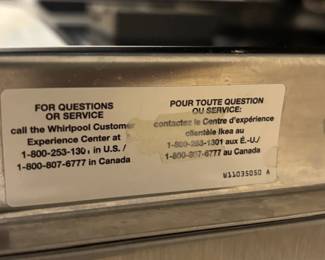 FOR QUESTIONS
OR SERVICE
call the Whirlpool Customer
Experience Center at
1-800-253-130, in U.S./
1-800-807-6777 in Canada
POUR TOUTE QUESTION
OU SERVICE:
contactez le Centre d'expérience
clientèle Ikea au
1-800-253-1301 aux É.-U./
1-800-807-6777 au Canada
W11035050 A